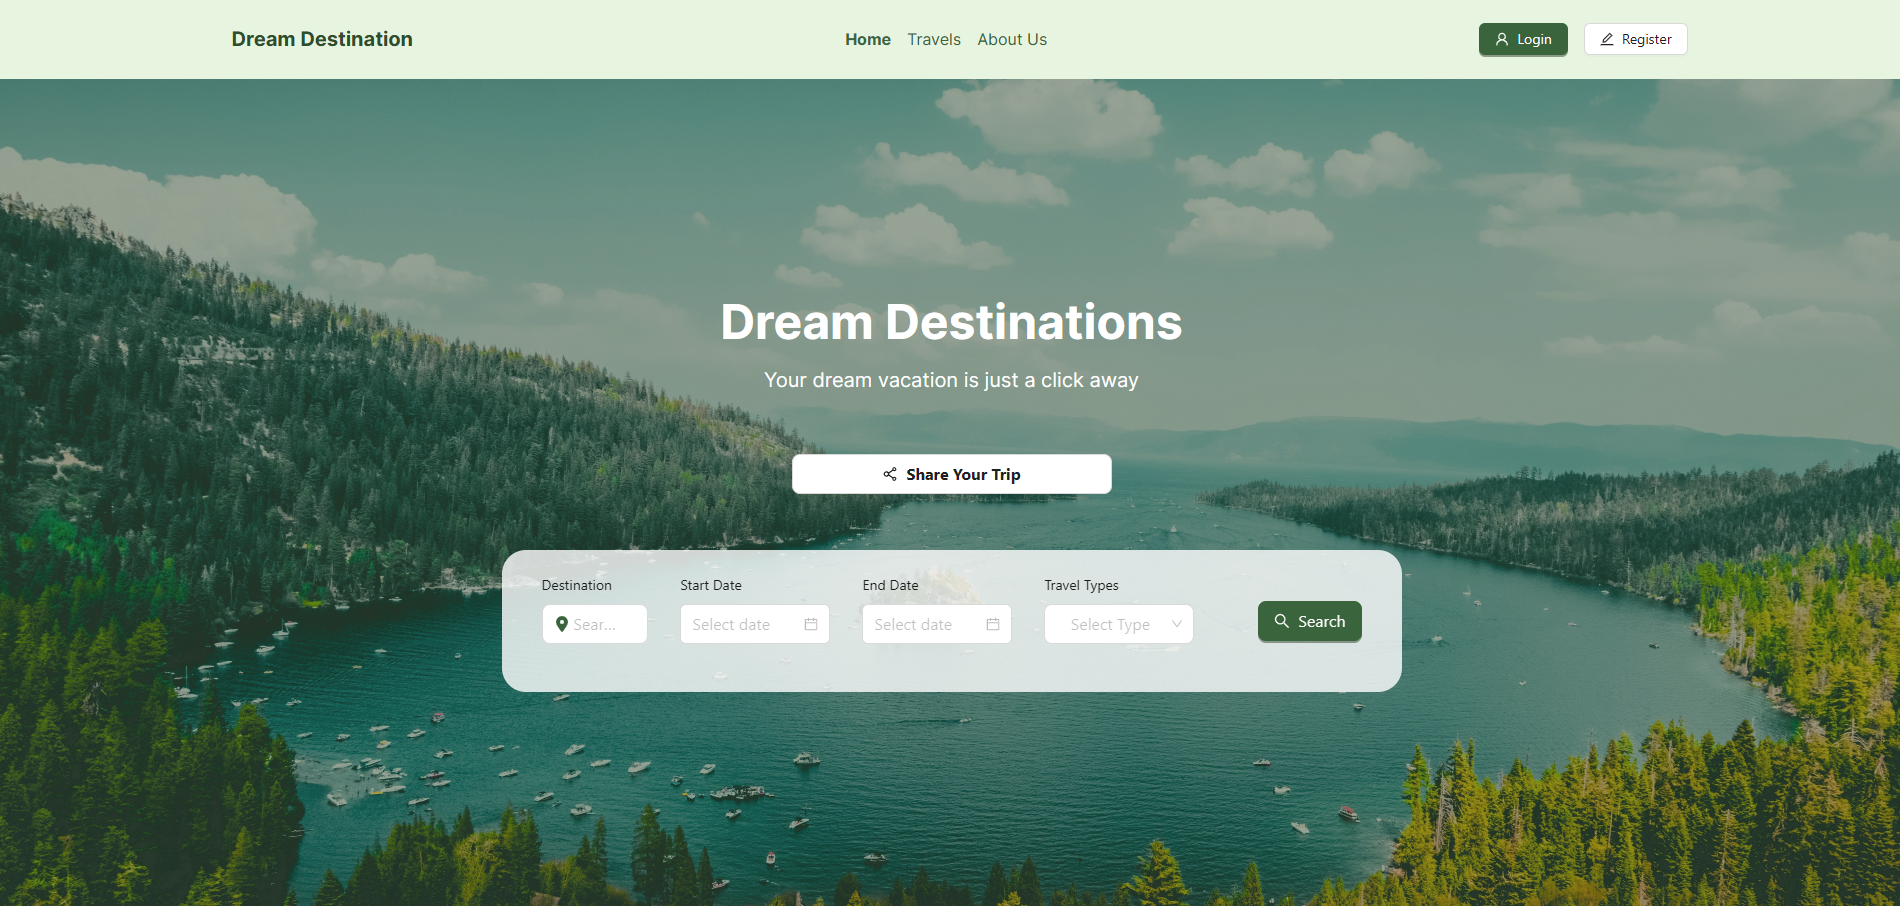 Dream Destination
Home Travels About Us
Login Register
Dream Destinations
Your dream vacation is just a click away
Share Your Trip
Destination Start Date End Date Travel Types
Sear... Select date Select date Select Type Search